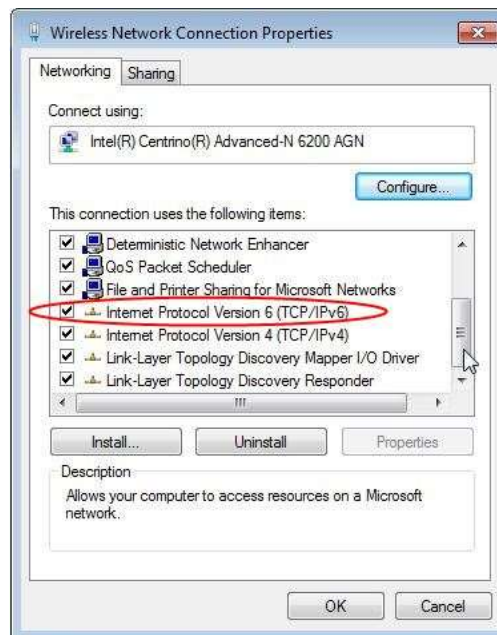 Wireless Network Connection Properties
Networking Sharing
Connect using:
Intel(R) Centrino(R) Advanced-N 6200 AGN
Configure...
This connection uses the following items:
Deterministic Network Enhancer
QoS Packet Scheduler
File and Printer Sharing for Microsoft Networks
Internet Protocol Version 6 (TCP/IPv6)
Internet Protocol Version 4 (TCP/IPv4)
Link-Layer Topology Discovery Mapper I/O Driver
Link-Layer Topology Discovery Responder
Install... Uninstall Properties
Description
Allows your computer to access resources on a Microsoft
network.
OK Cancel